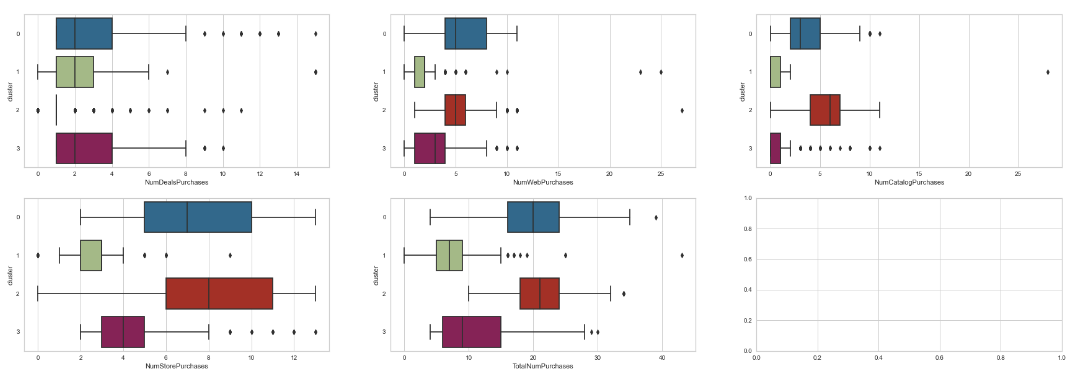 0
1
2
3
cluster
0 2 4 6 8 10 12 14
NumDealsPurchases
0
1
2
3
cluster
0 5 10 15 20 25
NumWebPurchases
0
1
2
3
cluster
0 5 10 15 20 25
NumCatalogPurchases
0
1
2
3
cluster
0 2 4 6 8 10 12
NumStorePurchases
0
1
2
3
cluster
0 10 20 30 40
TotalNumPurchases
1.0
0.8
0.6
0.4
0.2
0.0
0.0 0.2 0.4 0.6 0.8 1.0